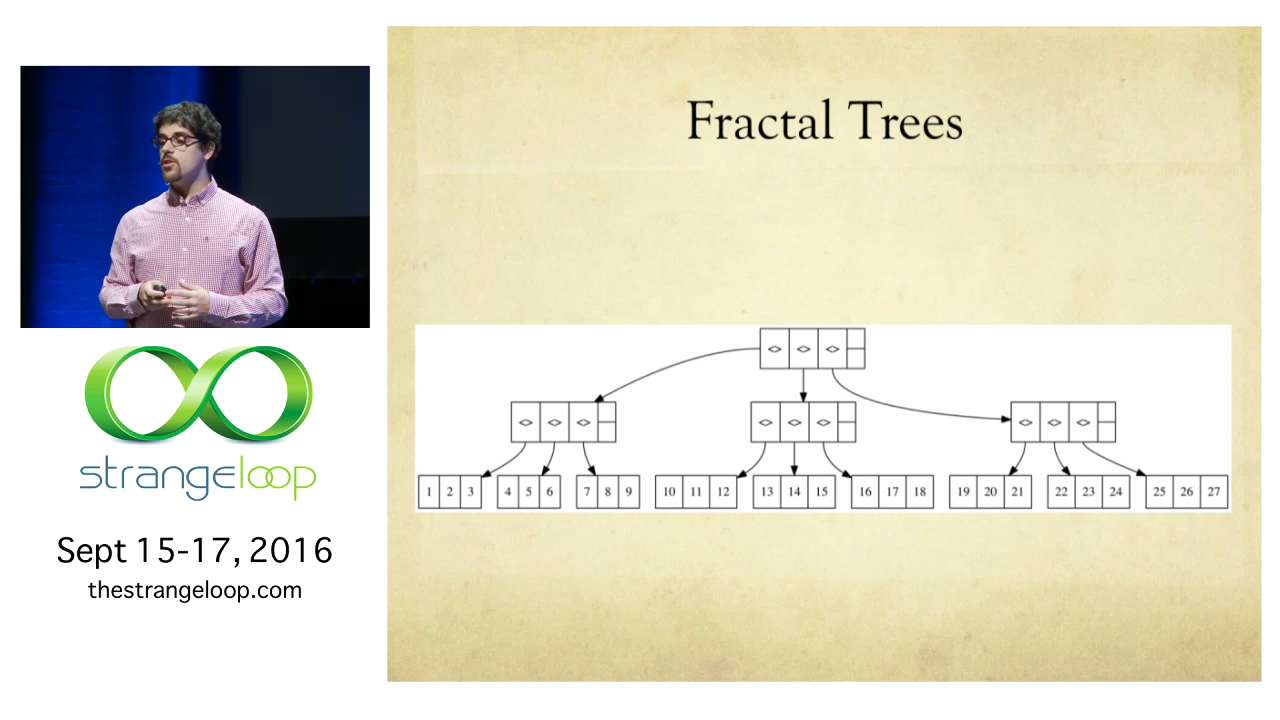 Fractal Trees
<> <> <>
<> <> <> <> <> <> <> <> <>
1 2 3 4 5 6 7 8 9 10 11 12 13 14 15 16 17 18 19 20 21 22 23 24 25 26 27
strangeloop
Sept 15-17, 2016
thestrangeloop.com